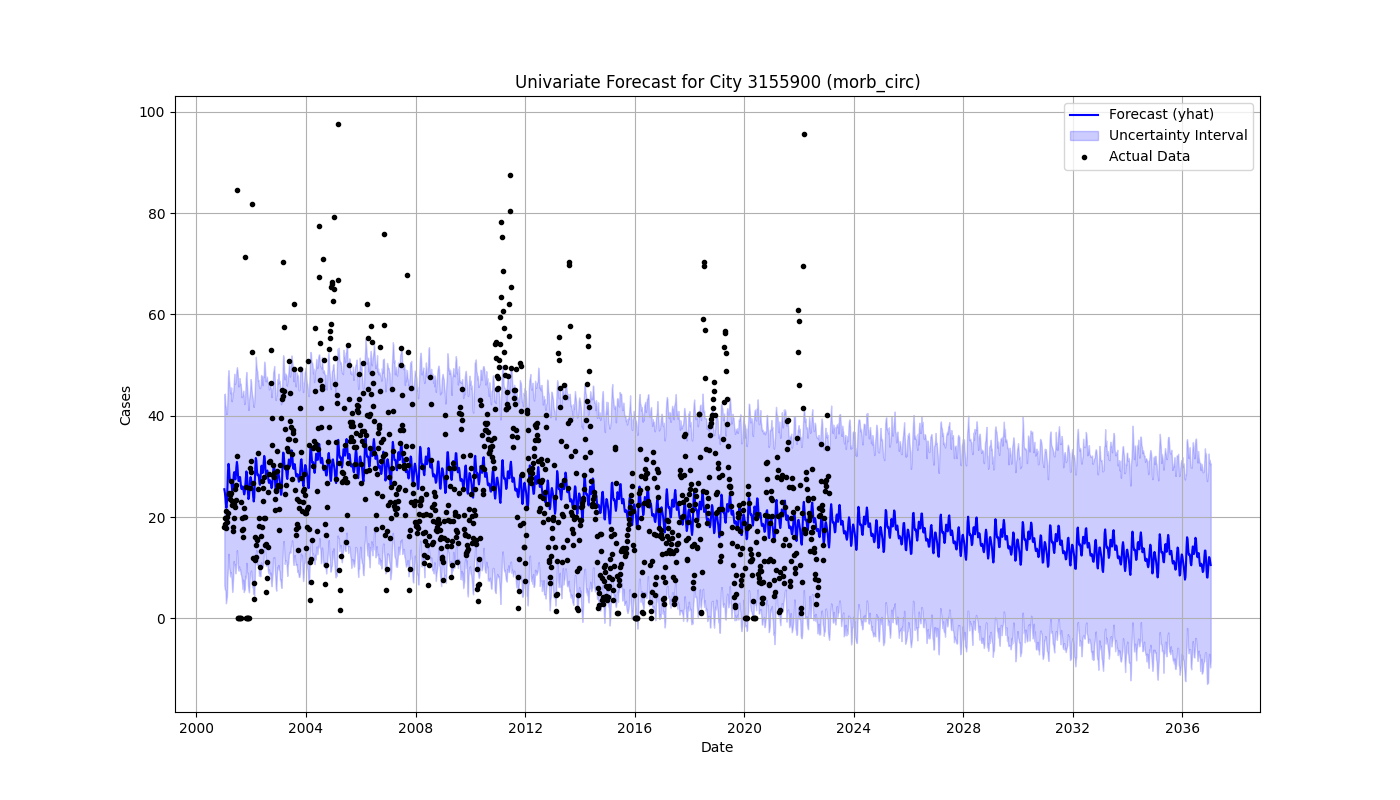 Univariate Forecast for City 3155900 (morb_circ)
Forecast (yhat)
Uncertainty Interval
Actual Data
Cases
100
80
60
40
20
0
2000 2004 2008 2012 2016 2020 2024 2028 2032 2036
Date